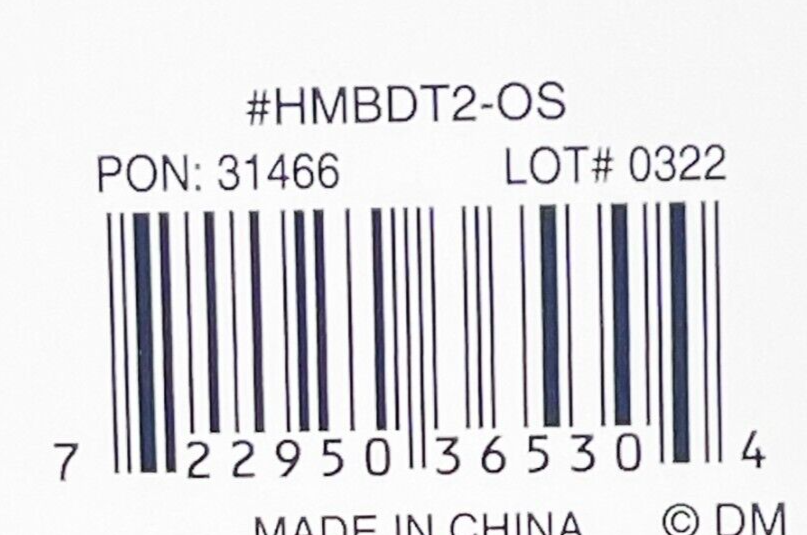 #HMBDT2-OS
PON: 31466 LOT# 0322
7 22950 36530 4
MADE IN CHINA © DM